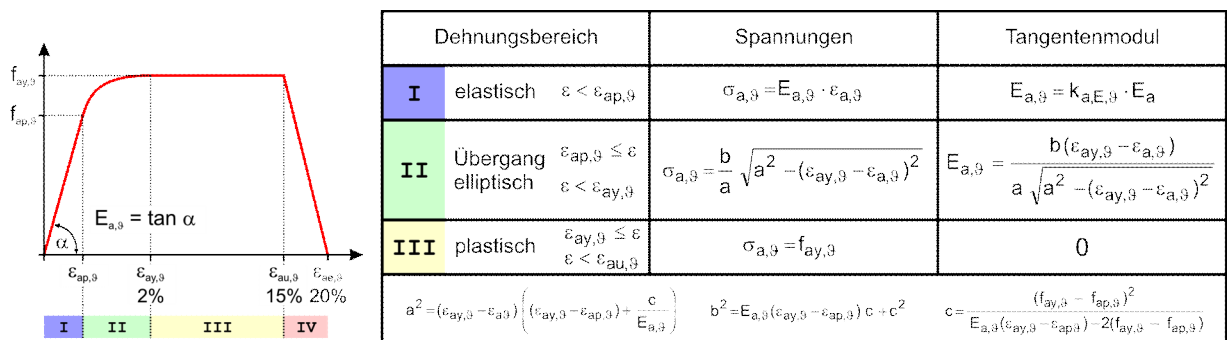 f_ay,ϑ
f_ap,ϑ
E_a,ϑ = tan α
α
ε_ap,ϑ ε_ay,ϑ ε_au,ϑ ε_ae,ϑ
2% 15% 20%
I II III IV
Dehnungsbereich Spannungen Tangentenmodul
I elastisch ε < ε_ap,ϑ σ_a,ϑ = E_a,ϑ · ε_a,ϑ E_a,ϑ = k_a,E,ϑ · E_a
II Übergang elliptisch ε_ap,ϑ ≤ ε ε < ε_ay,ϑ σ_a,ϑ = b/a √(a² −(ε_ay,ϑ − ε_a,ϑ)²) E_a,ϑ = b(ε_ay,ϑ − ε_a,ϑ) / (a √(a² −(ε_ay,ϑ − ε_a,ϑ)²))
III plastisch ε_ay,ϑ ≤ ε ε < ε_au,ϑ σ_a,ϑ = f_ay,ϑ 0
a² = (ε_ay,ϑ − ε_aϑ) ((ε_ay,ϑ − ε_ap,ϑ) + c/E_a,ϑ) b² = E_a,ϑ (ε_ay,ϑ − ε_ap,ϑ) c + c² c = (f_ay,ϑ − f_ap,ϑ)² / (E_a,ϑ (ε_ay,ϑ − ε_apϑ) − 2(f_ay,ϑ − f_ap,ϑ))